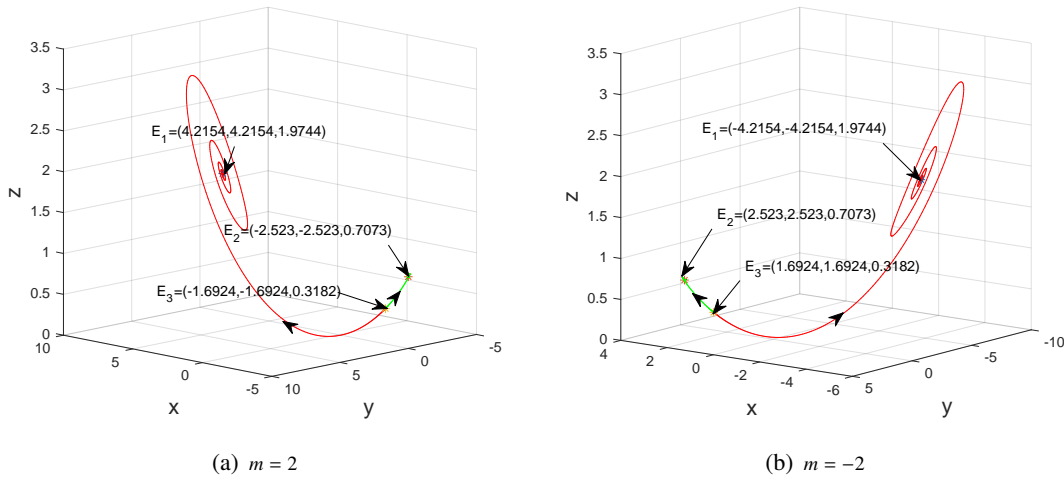 3.5
3
2.5
2
1.5
1
0.5
0
z
10
5
0
-5
x
10
5
0
-5
y
E1=(4.2154,4.2154,1.9744)
E2=(-2.523,-2.523,0.7073)
E3=(-1.6924,-1.6924,0.3182)
(a) m = 2
3.5
3
2.5
2
1.5
1
0.5
0
z
4
2
0
-2
-4
-6
x
5
0
-5
-10
y
E1=(-4.2154,-4.2154,1.9744)
E2=(2.523,2.523,0.7073)
E3=(1.6924,1.6924,0.3182)
(b) m = −2